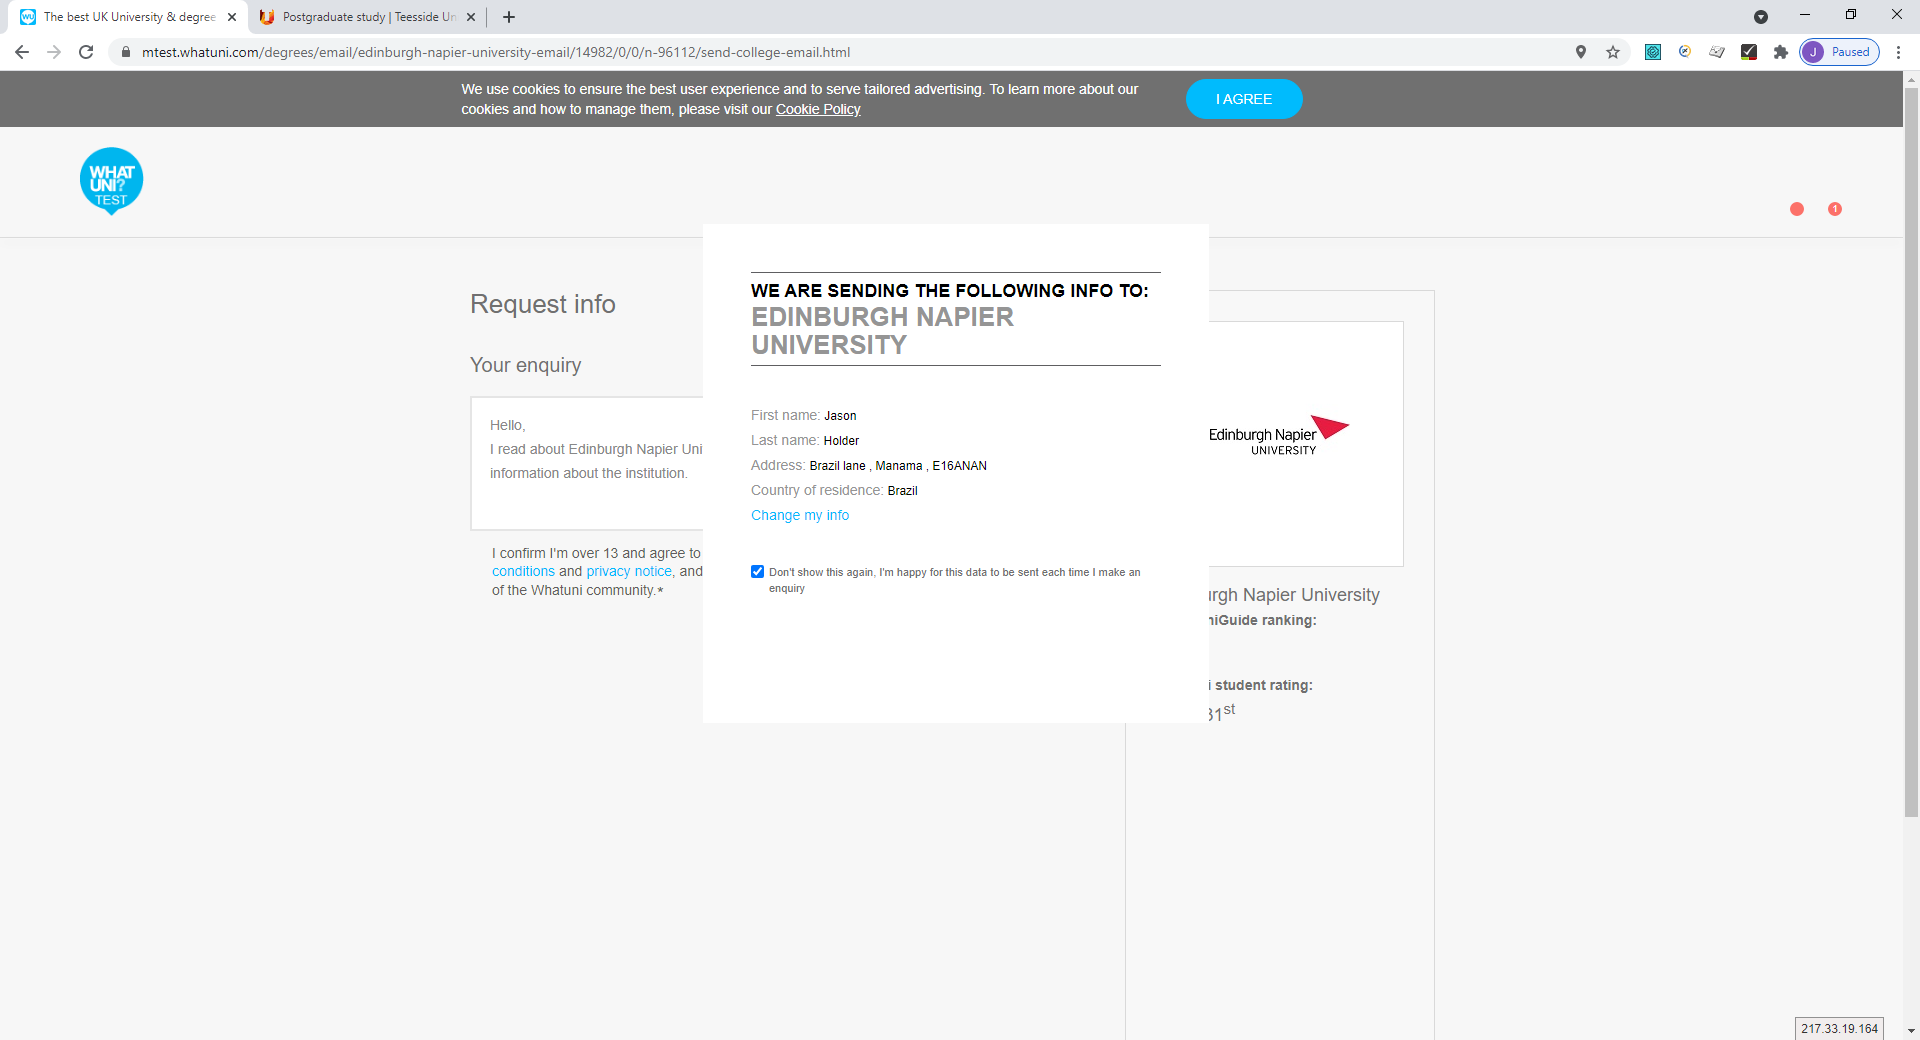 The best UK University & degree
Postgraduate study | Teesside Un
mtest.whatuni.com/degrees/email/edinburgh-napier-university-email/14982/0/0/n-96112/send-college-email.html
J Paused
We use cookies to ensure the best user experience and to serve tailored advertising. To learn more about our
cookies and how to manage them, please visit our Cookie Policy
I AGREE
WHAT
UNI?
TEST
1
Request info
Your enquiry
Hello,
I read about Edinburgh Napier Uni
information about the institution.
I confirm I'm over 13 and agree to
conditions and privacy notice, and
of the Whatuni community.*
WE ARE SENDING THE FOLLOWING INFO TO:
EDINBURGH NAPIER
UNIVERSITY
First name: Jason
Last name: Holder
Address: Brazil lane , Manama , E16ANAN
Country of residence: Brazil
Change my info
Don't show this again, I'm happy for this data to be sent each time I make an
enquiry
Edinburgh Napier
UNIVERSITY
urgh Napier University
niGuide ranking:
i student rating:
31st
217.33.19.164